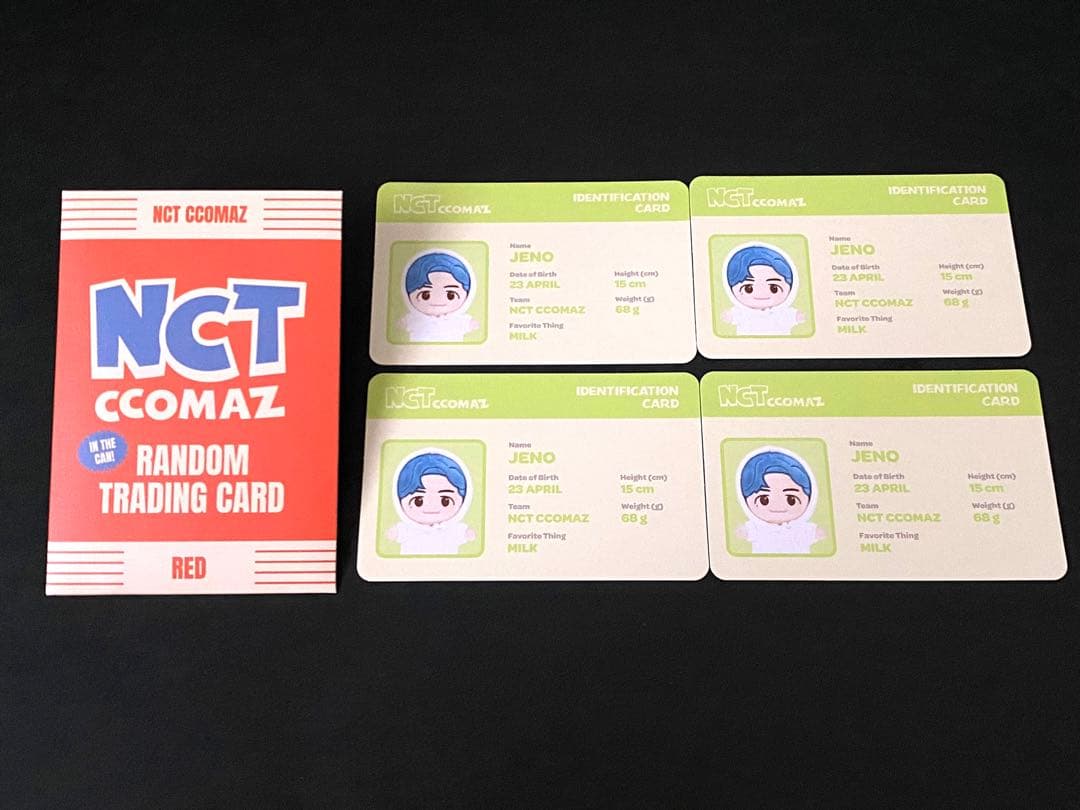 NCT CCOMAZ
NCT
CCOMAZ
IN THE
CAN!
RANDOM
TRADING CARD
RED
NCT CCOMAZ
IDENTIFICATION
CARD
Name
JENO
Date of Birth
23 APRIL
Height (cm)
15 cm
Team
NCT CCOMAZ
Weight (g)
68 g
Favorite Thing
MILK
NCT CCOMAZ
IDENTIFICATION
CARD
Name
JENO
Date of Birth
23 APRIL
Height (cm)
15 cm
Team
NCT CCOMAZ
Weight (g)
68 g
Favorite Thing
MILK
NCT CCOMAZ
IDENTIFICATION
CARD
Name
JENO
Date of Birth
23 APRIL
Height (cm)
15 cm
Team
NCT CCOMAZ
Weight (g)
68 g
Favorite Thing
MILK
NCT CCOMAZ
IDENTIFICATION
CARD
Name
JENO
Date of Birth
23 APRIL
Height (cm)
15 cm
Team
NCT CCOMAZ
Weight (g)
68 g
Favorite Thing
MILK